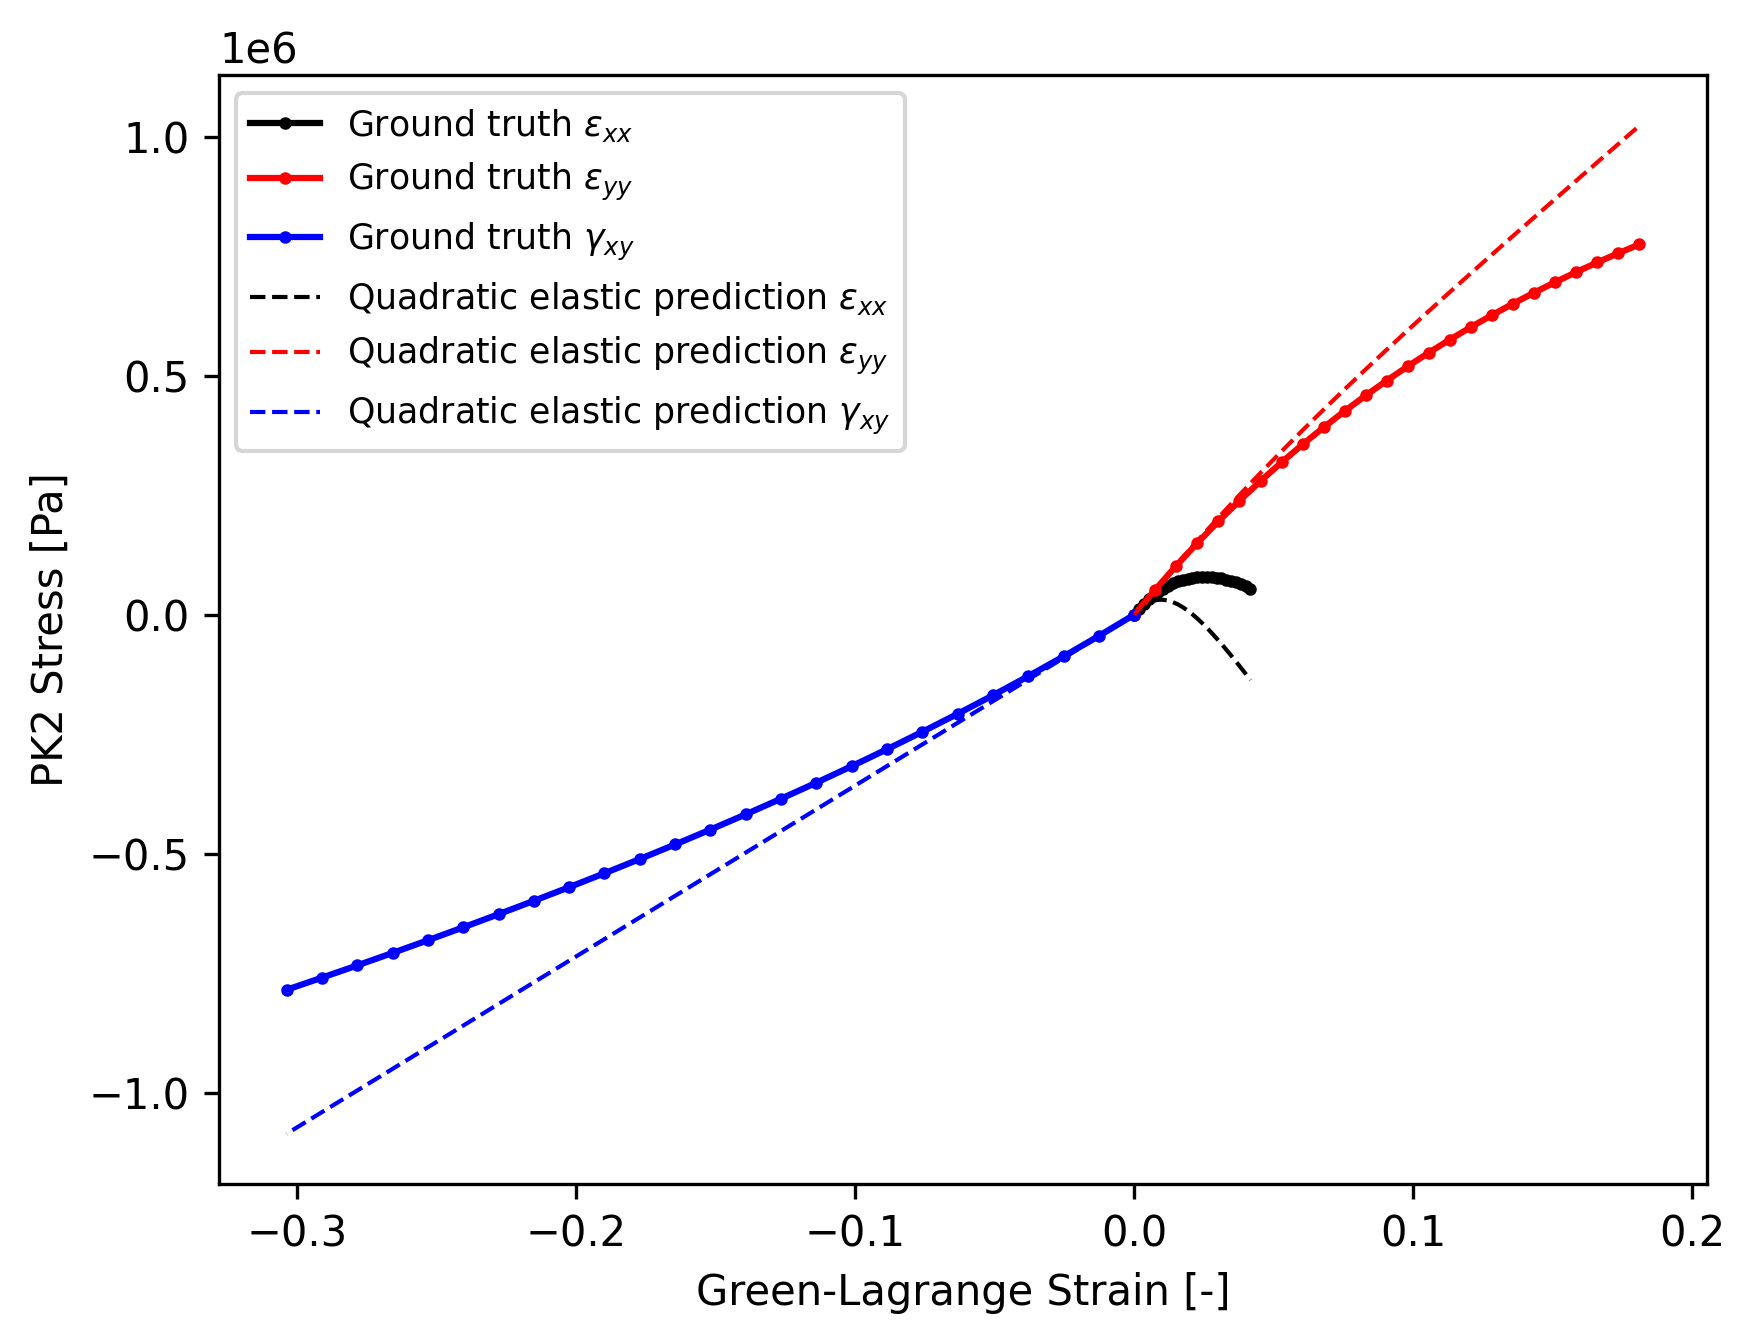 1e6
Ground truth εxx
Ground truth εyy
Ground truth γxy
Quadratic elastic prediction εxx
Quadratic elastic prediction εyy
Quadratic elastic prediction γxy
1.0
0.5
0.0
−0.5
−1.0
PK2 Stress [Pa]
−0.3 −0.2 −0.1 0.0 0.1 0.2
Green-Lagrange Strain [-]